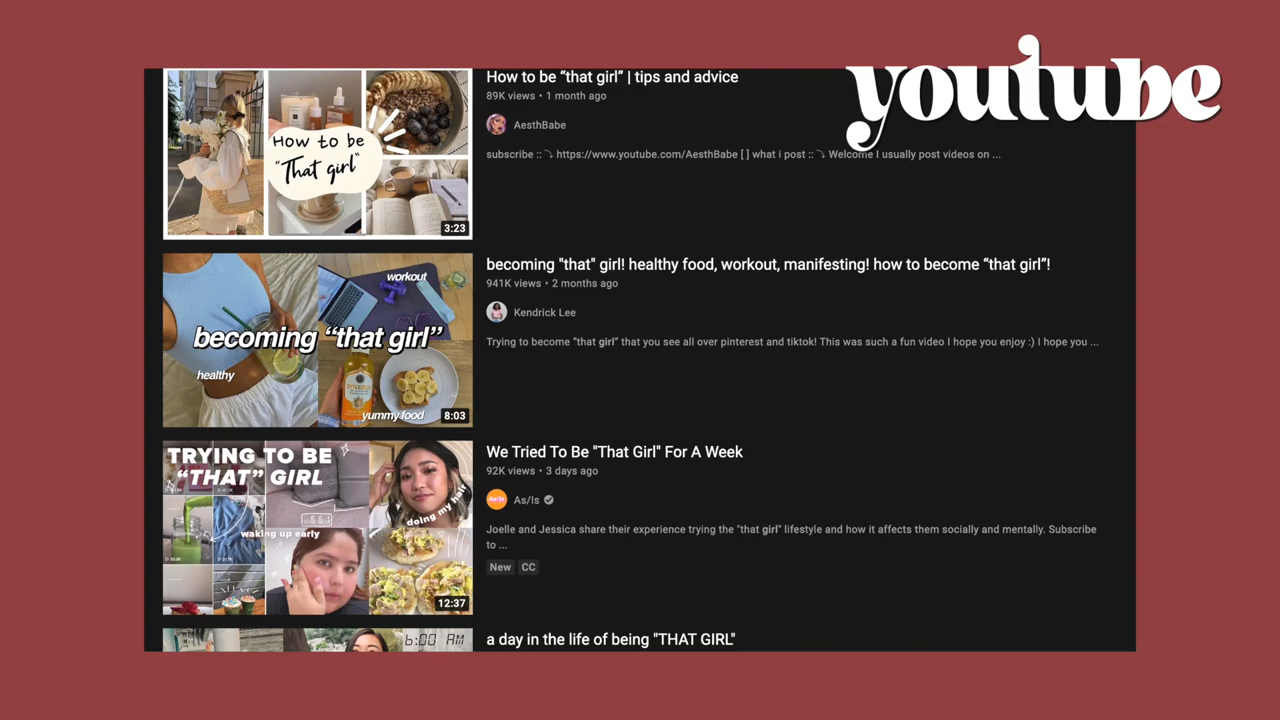 youtube
How to be
"That girl"
3:23
How to be “that girl” | tips and advice
89K views • 1 month ago
AesthBabe
subscribe :: ⤵ https://www.youtube.com/AesthBabe [ ] what i post :: ⤵ Welcome I usually post videos on ...
workout
becoming “that girl”
healthy
yummy food
8:03
becoming "that" girl! healthy food, workout, manifesting! how to become “that girl”!
941K views • 2 months ago
Kendrick Lee
Trying to become “that girl” that you see all over pinterest and tiktok! This was such a fun video I hope you enjoy :) I hope you ...
TRYING TO BE
“THAT” GIRL
doing my hair
waking up early
12:37
We Tried To Be "That Girl" For A Week
92K views • 3 days ago
As/Is
Joelle and Jessica share their experience trying the "that girl" lifestyle and how it affects them socially and mentally. Subscribe
to ...
New CC
6:00 AM
a day in the life of being "THAT GIRL"